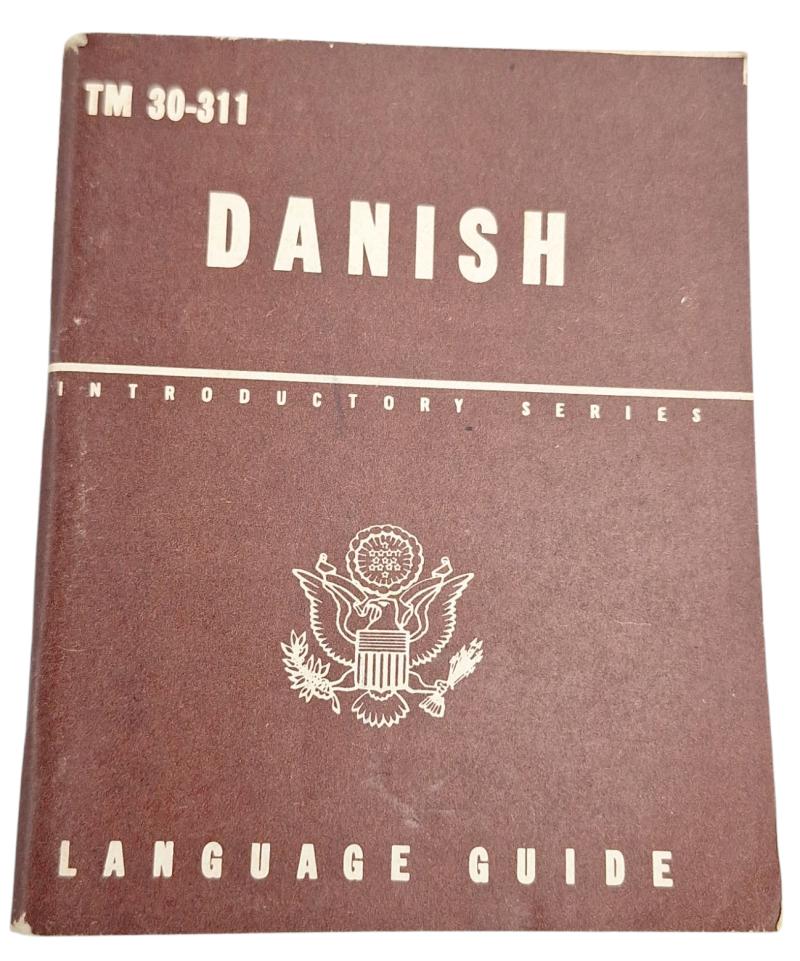 TM 30-311
DANISH
INTRODUCTORY SERIES
LANGUAGE GUIDE